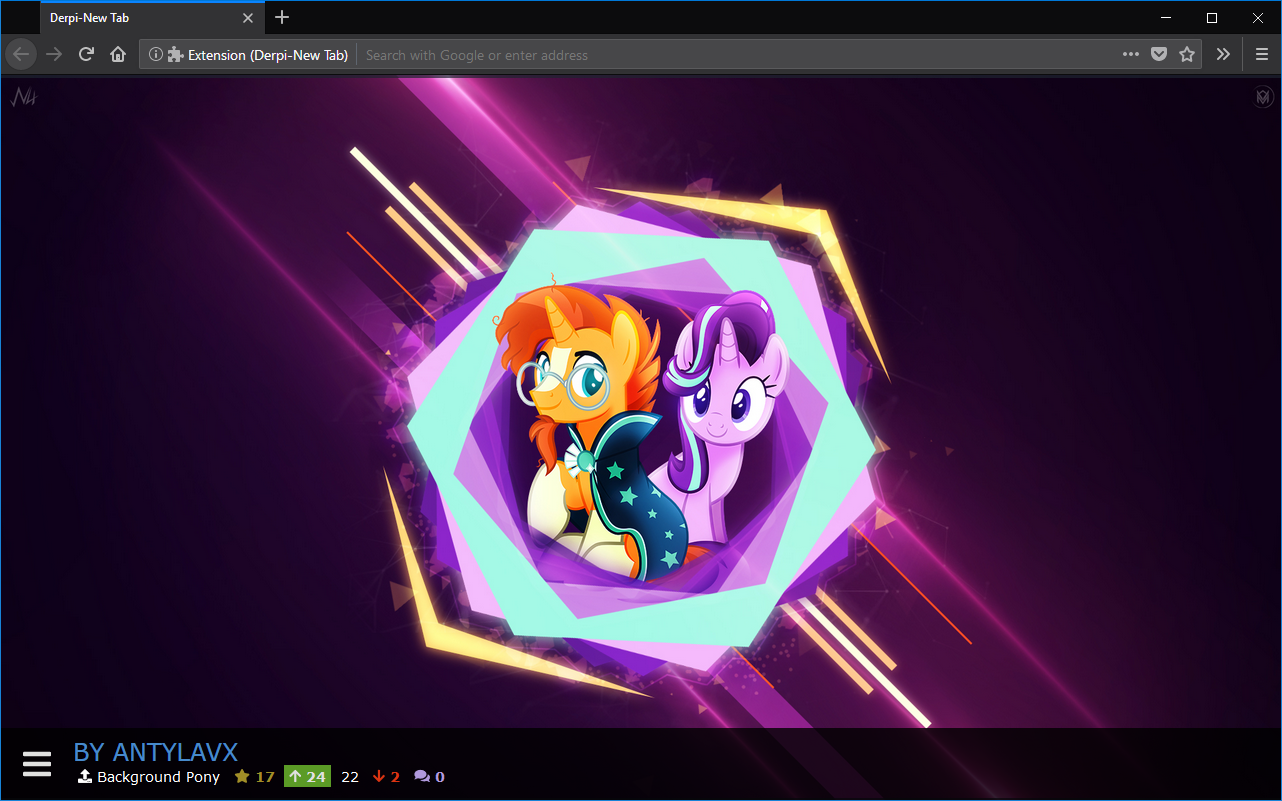 Derpi-New Tab
Extension (Derpi-New Tab) Search with Google or enter address
BY ANTYLAVX
Background Pony 17 24 22 2 0